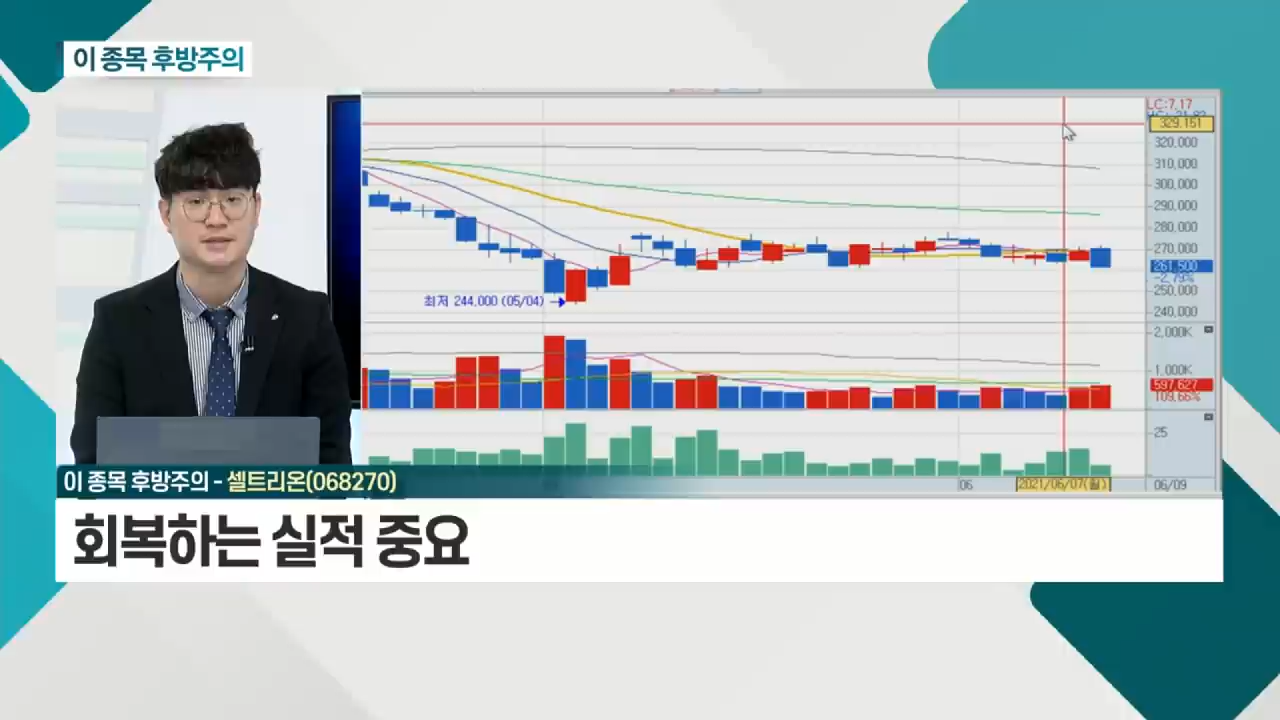 이 종목 후방주의
LC:7.17
329.151
320,000
310,000
300,000
290,000
280,000
270,000
261,500
-2.79%
250,000
240,000
최저 244,000 (05/04)
2,000K
1,000K
597,627
109.66%
25
06
2021/06/07(월)
06/09
이 종목 후방주의 - 셀트리온(068270)
회복하는 실적 중요